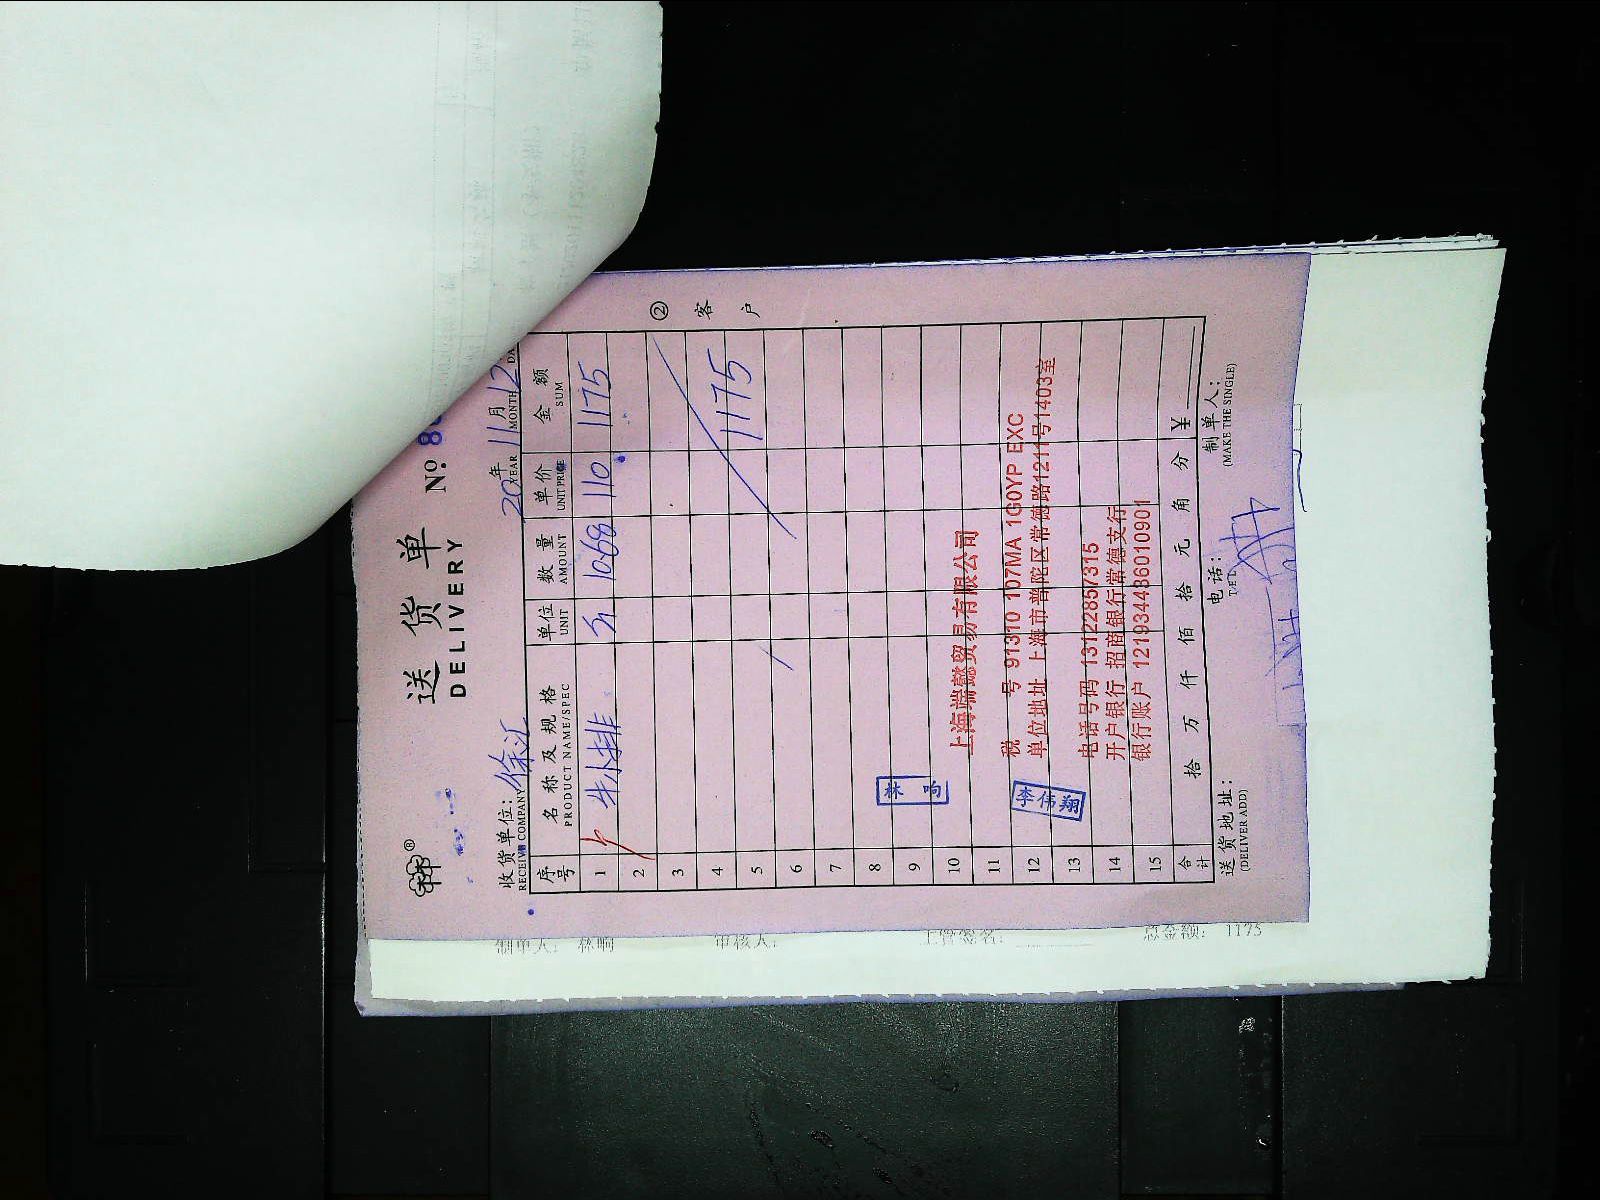 送货单
DELIVERY
No. 8
收货单位: 徐汇
RECEIVE COMPANY
20 年 11 月 12
YEAR MONTH DA
序号 名称及规格 单位 数量 单价 金额
PRODUCT NAME/SPEC UNIT AMOUNT UNIT PRICE SUM
1 牛排 斤 1068 110 1175
2
3
4 1175
5
6
7
8
9
10
11
12
13
14
15
② 客户
林响
李伟翔
上海端懿贸易有限公司
税 号 91310 107MA 1G0YP EXC
单位地址 上海市普陀区常德路1211号1403室
电话号码 13122857315
开户银行 招商银行常德支行
银行账户 121934486010901
合计 拾 万 仟 佰 拾 元 角 分 ¥
送货地址:
(DELIVER.ADD)
电话:
TEL
制单人:
(MAKE THE SINGLE)
制单人: 林响 审核人: 主管签名: 总金额: 1175